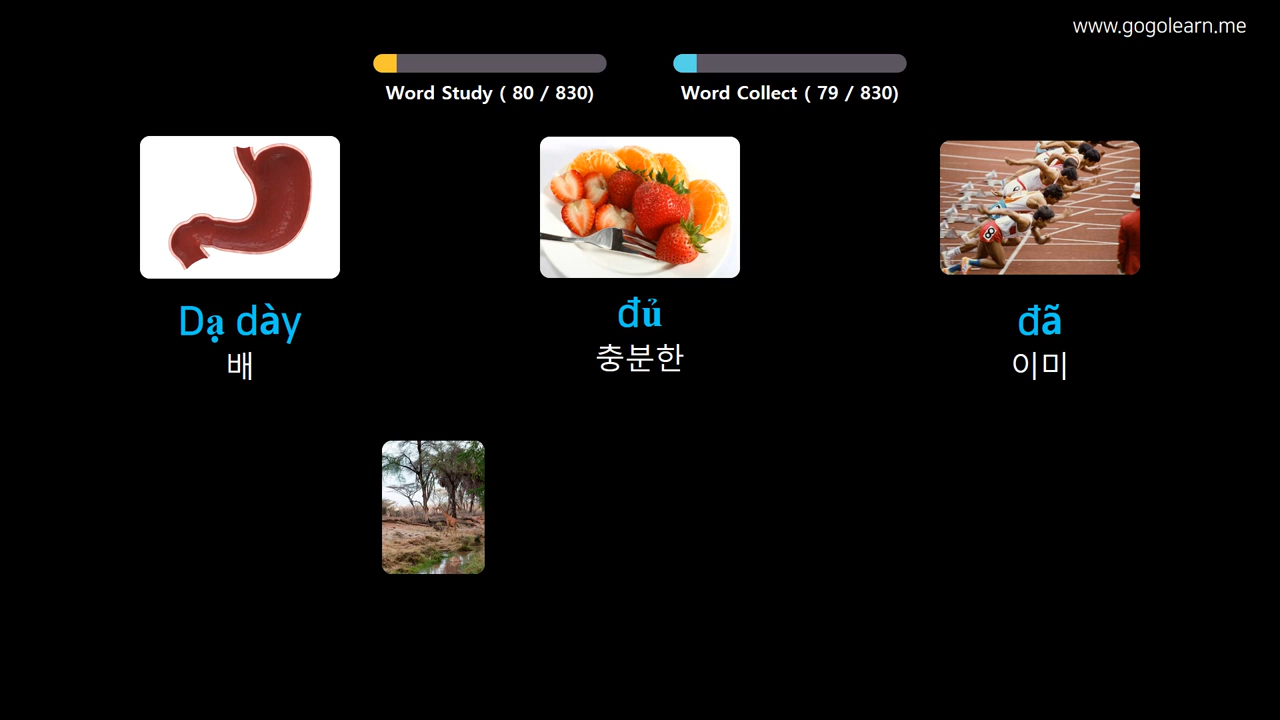 www.gogolearn.me
Word Study ( 80 / 830)
Word Collect ( 79 / 830)
Dạ dày
배
đủ
충분한
đã
이미